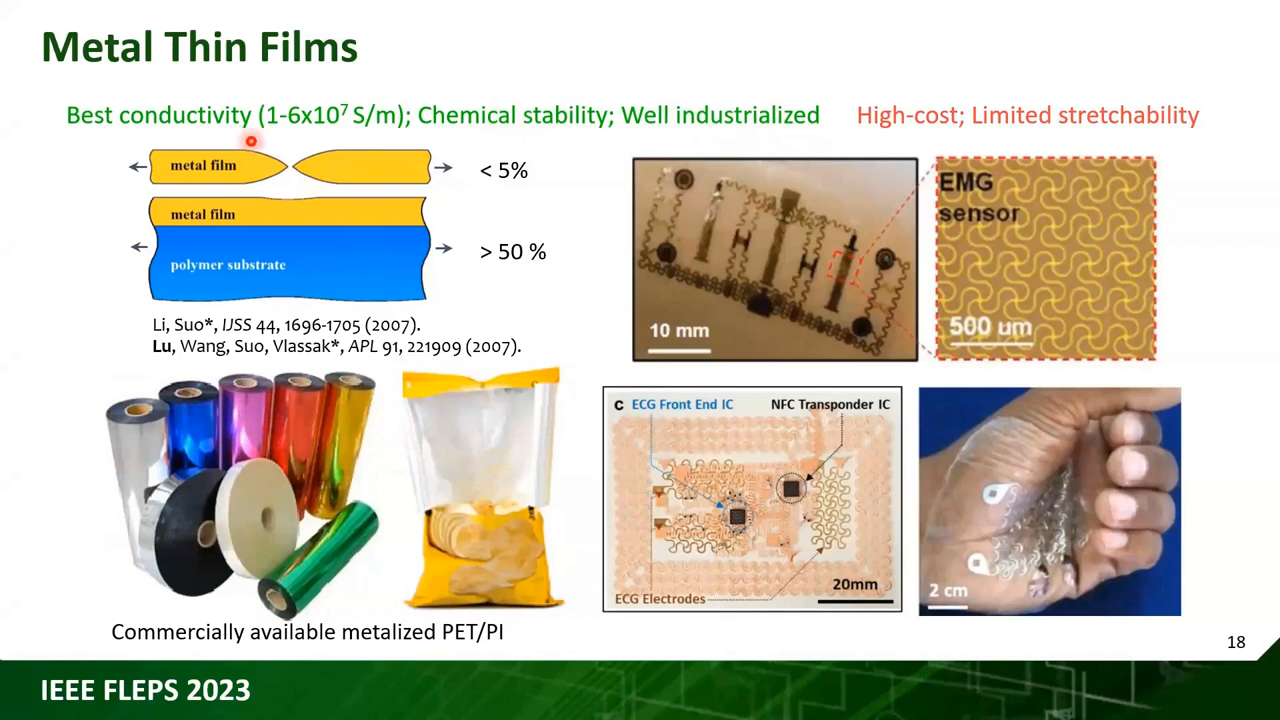 Metal Thin Films
Best conductivity (1-6x10⁷ S/m); Chemical stability; Well industrialized
High-cost; Limited stretchability
metal film
< 5%
metal film
polymer substrate
> 50 %
Li, Suo*, IJSS 44, 1696-1705 (2007).
Lu, Wang, Suo, Vlassak*, APL 91, 221909 (2007).
10 mm
EMG
sensor
500 um
Commercially available metalized PET/PI
c
ECG Front End IC
NFC Transponder IC
20mm
ECG Electrodes
2 cm
18
IEEE FLEPS 2023